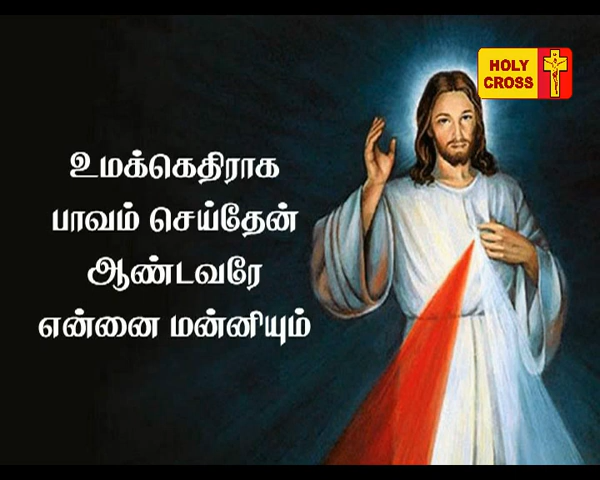 HOLY
CROSS
உமக்கெதிராக
பாவம் செய்தேன்
ஆண்டவரே
என்னை மன்னியும்